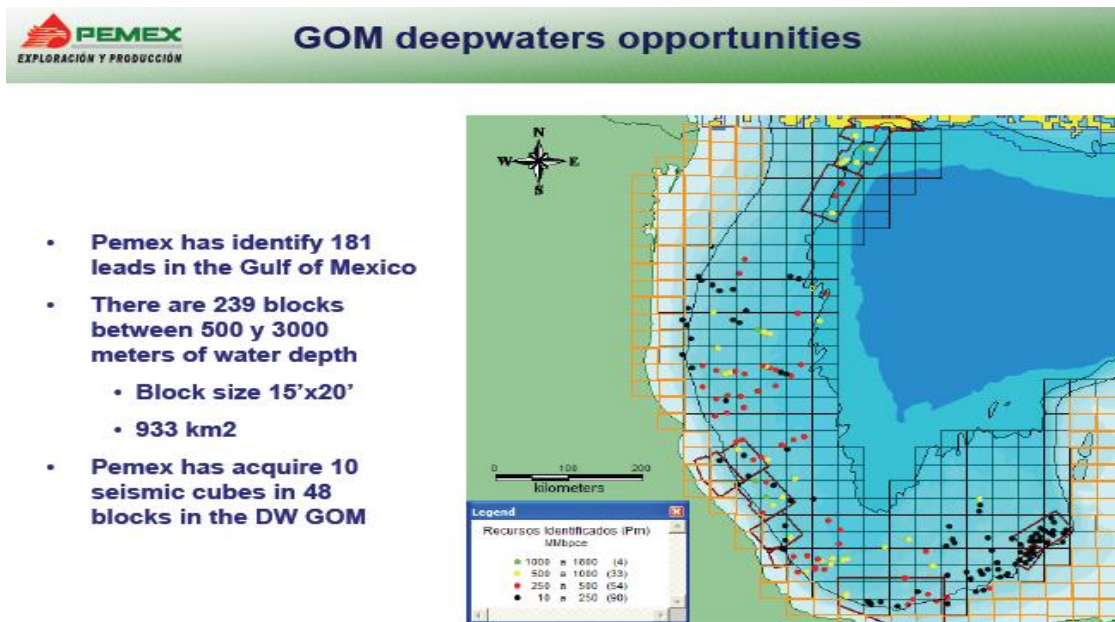 PEMEX
EXPLORACIÓN Y PRODUCCIÓN
GOM deepwaters opportunities
• Pemex has identify 181
leads in the Gulf of Mexico
• There are 239 blocks
between 500 y 3000
meters of water depth
• Block size 15'x20'
• 933 km2
• Pemex has acquire 10
seismic cubes in 48
blocks in the DW GOM
N
W E
S
0 100 200
kilometers
Legend
Recursos Identificados (Pm)
MMbpce
1000 a 1800 (4)
500 a 1000 (33)
250 a 500 (54)
10 a 250 (90)